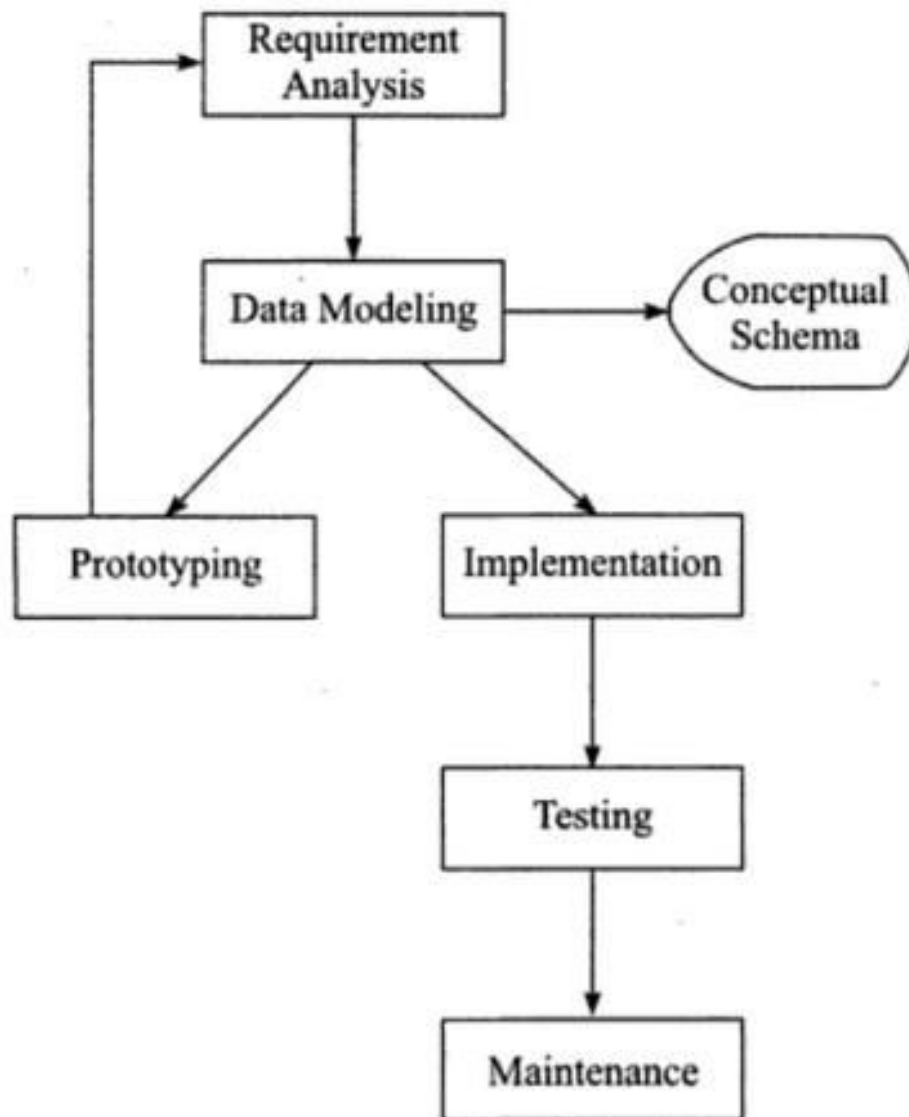 Requirement
Analysis
Data Modeling
Conceptual
Schema
Prototyping
Implementation
Testing
Maintenance